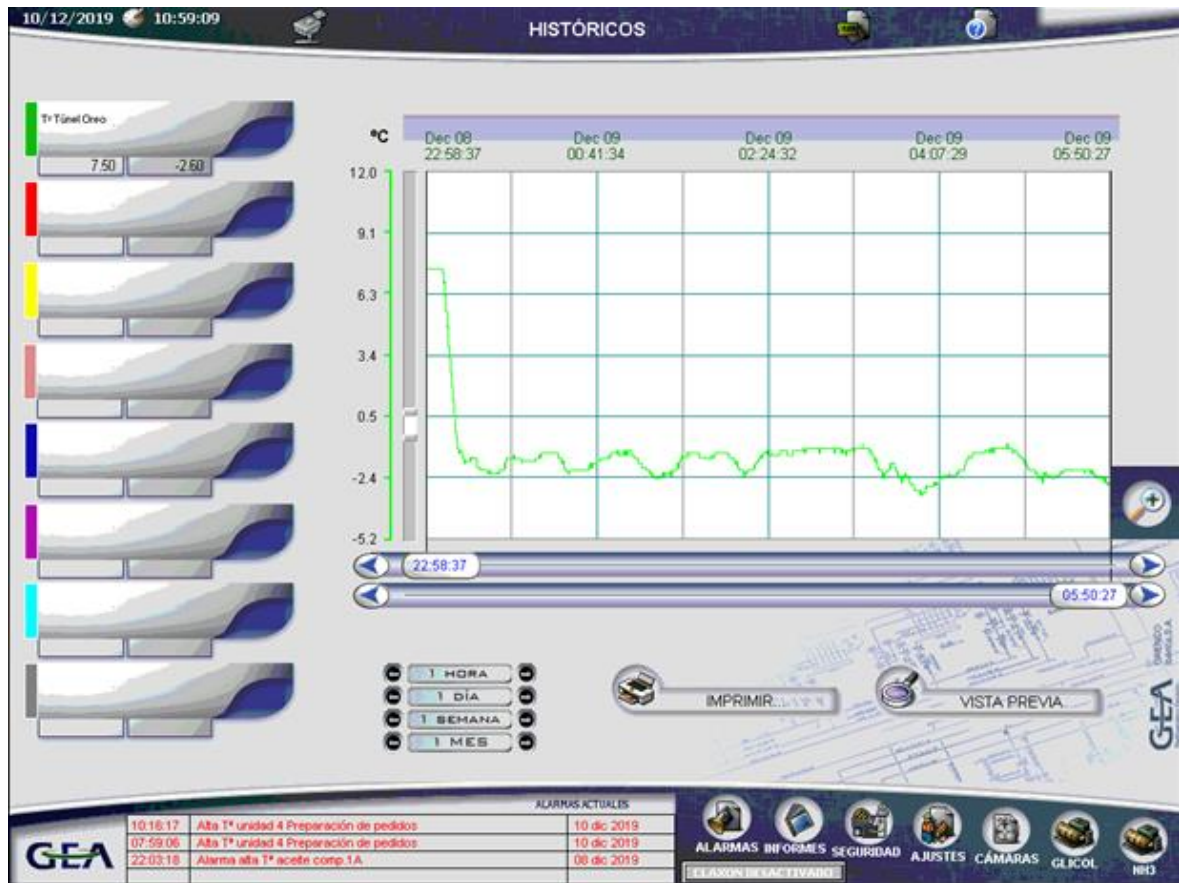 10/12/2019 10:59:09
HISTÓRICOS
Tª Túnel Oreo
7.50 -2.60
ºC
Dec 08 Dec 09 Dec 09 Dec 09 Dec 09
22:58:37 00:41:34 02:24:32 04:07:29 05:50:27
12.0
9.1
6.3
3.4
0.5
-2.4
-5.2
22:58:37
05:50:27
1 HORA
1 DÍA
1 SEMANA
1 MES
IMPRIMIR...
VISTA PREVIA
GEA
ALARMAS ACTUALES
10:16:17 Alta Tª unidad 4 Preparación de pedidos 10 dic 2019
07:59:06 Alta Tª unidad 4 Preparación de pedidos 10 dic 2019
22:03:18 Alarma alta Tª aceite comp.1A 08 dic 2019
GEA
ALARMAS INFORMES SEGURIDAD AJUSTES CÁMARAS GLICOL NH3
CLAXON DESACTIVADO